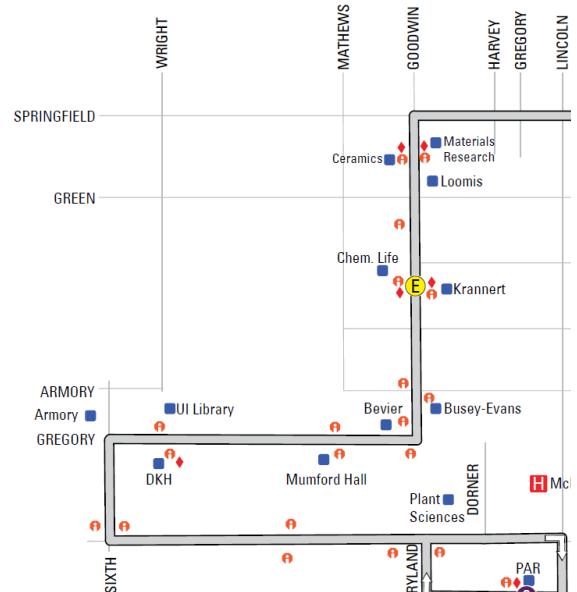 WRIGHT
MATHEWS
GOODWIN
HARVEY
GREGORY
LINCOLN
SPRINGFIELD
Ceramics
Materials
Research
Loomis
GREEN
Chem. Life
E
Krannert
ARMORY
Armory
UI Library
Bevier
Busey-Evans
GREGORY
DKH
Mumford Hall
DORNER
H McK
Plant
Sciences
SIXTH
RYLAND
PAR